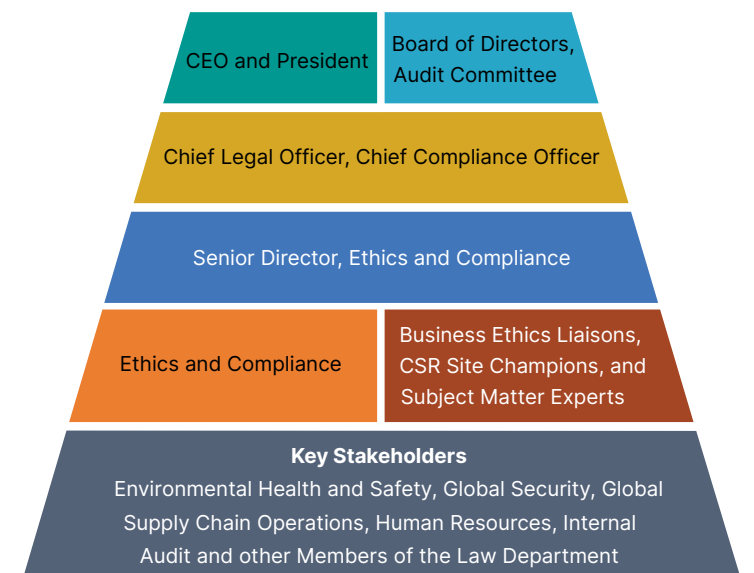 CEO and President
Board of Directors,
Audit Committee
Chief Legal Officer, Chief Compliance Officer
Senior Director, Ethics and Compliance
Ethics and Compliance
Business Ethics Liaisons,
CSR Site Champions, and
Subject Matter Experts
Key Stakeholders
Environmental Health and Safety, Global Security, Global
Supply Chain Operations, Human Resources, Internal
Audit and other Members of the Law Department